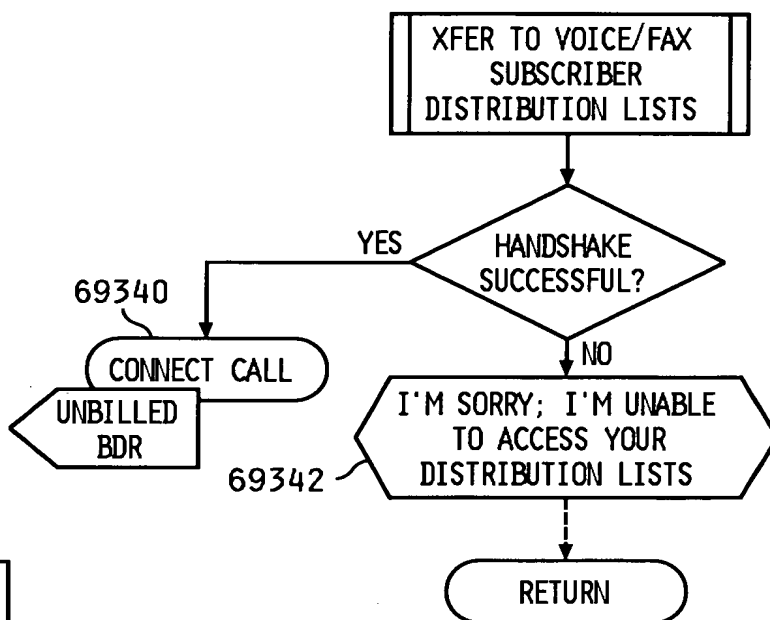 XFER TO VOICE/FAX
SUBSCRIBER
DISTRIBUTION LISTS
YES
HANDSHAKE
SUCCESSFUL?
69340
NO
CONNECT CALL
UNBILLED
BDR
I'M SORRY; I'M UNABLE
TO ACCESS YOUR
DISTRIBUTION LISTS
69342
RETURN